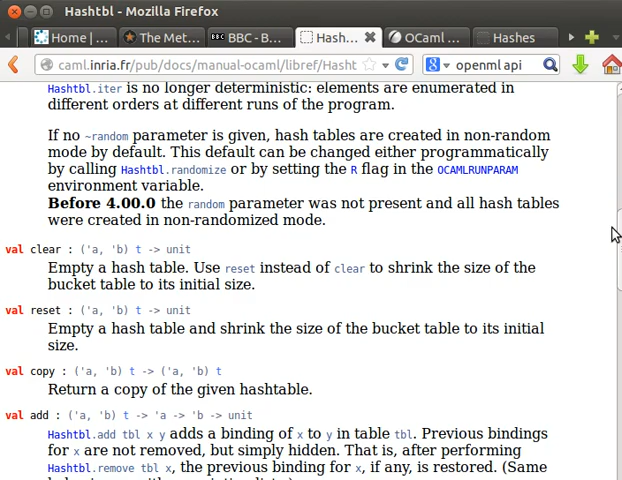 Hashtbl - Mozilla Firefox
Home | ... The Met... BBC - B... Hash... OCaml ... Hashes
caml.inria.fr/pub/docs/manual-ocaml/libref/Hasht openml api
Hashtbl.iter is no longer deterministic: elements are enumerated in
different orders at different runs of the program.
If no ~random parameter is given, hash tables are created in non-random
mode by default. This default can be changed either programmatically
by calling Hashtbl.randomize or by setting the R flag in the OCAMLRUNPARAM
environment variable.
Before 4.00.0 the random parameter was not present and all hash tables
were created in non-randomized mode.
val clear : ('a, 'b) t -> unit
Empty a hash table. Use reset instead of clear to shrink the size of the
bucket table to its initial size.
val reset : ('a, 'b) t -> unit
Empty a hash table and shrink the size of the bucket table to its initial
size.
val copy : ('a, 'b) t -> ('a, 'b) t
Return a copy of the given hashtable.
val add : ('a, 'b) t -> 'a -> 'b -> unit
Hashtbl.add tbl x y adds a binding of x to y in table tbl. Previous bindings
for x are not removed, but simply hidden. That is, after performing
Hashtbl.remove tbl x, the previous binding for x, if any, is restored. (Same